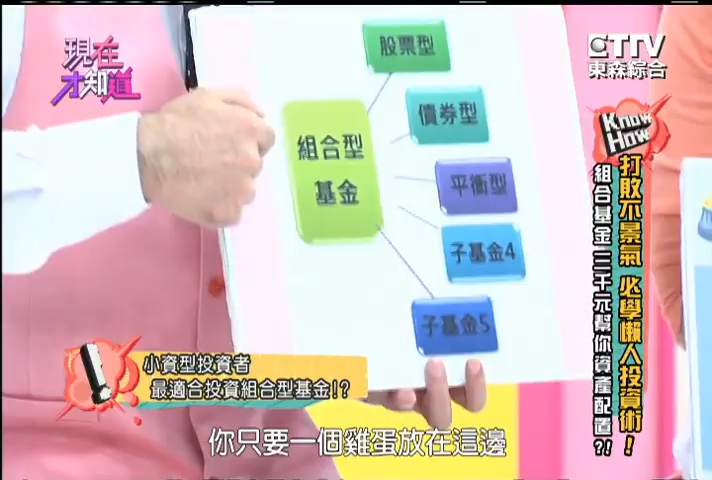 現在
才知道
ETTV
東森綜合
Know
How
打敗不景氣 必學懶人投資術!
組合基金 三千元幫你資產配置?!
股票型
債券型
平衡型
子基金4
子基金5
組合型
基金
!
小資型投資者
最適合投資組合型基金!?
你只要一個雞蛋放在這邊